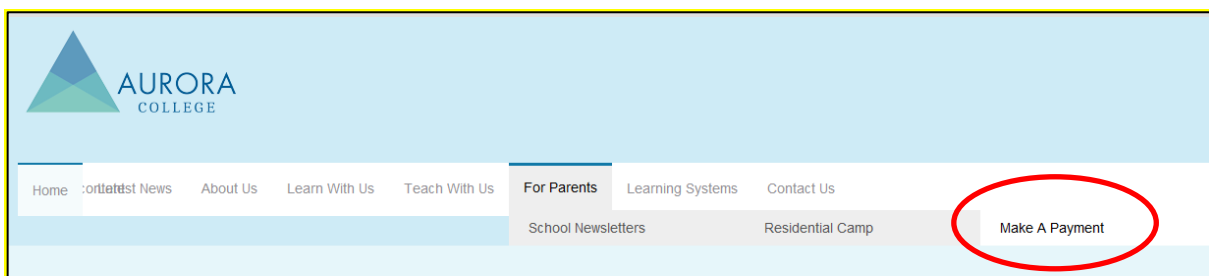 AURORA
COLLEGE
Home Latest News About Us Learn With Us Teach With Us For Parents Learning Systems Contact Us
School Newsletters Residential Camp Make A Payment